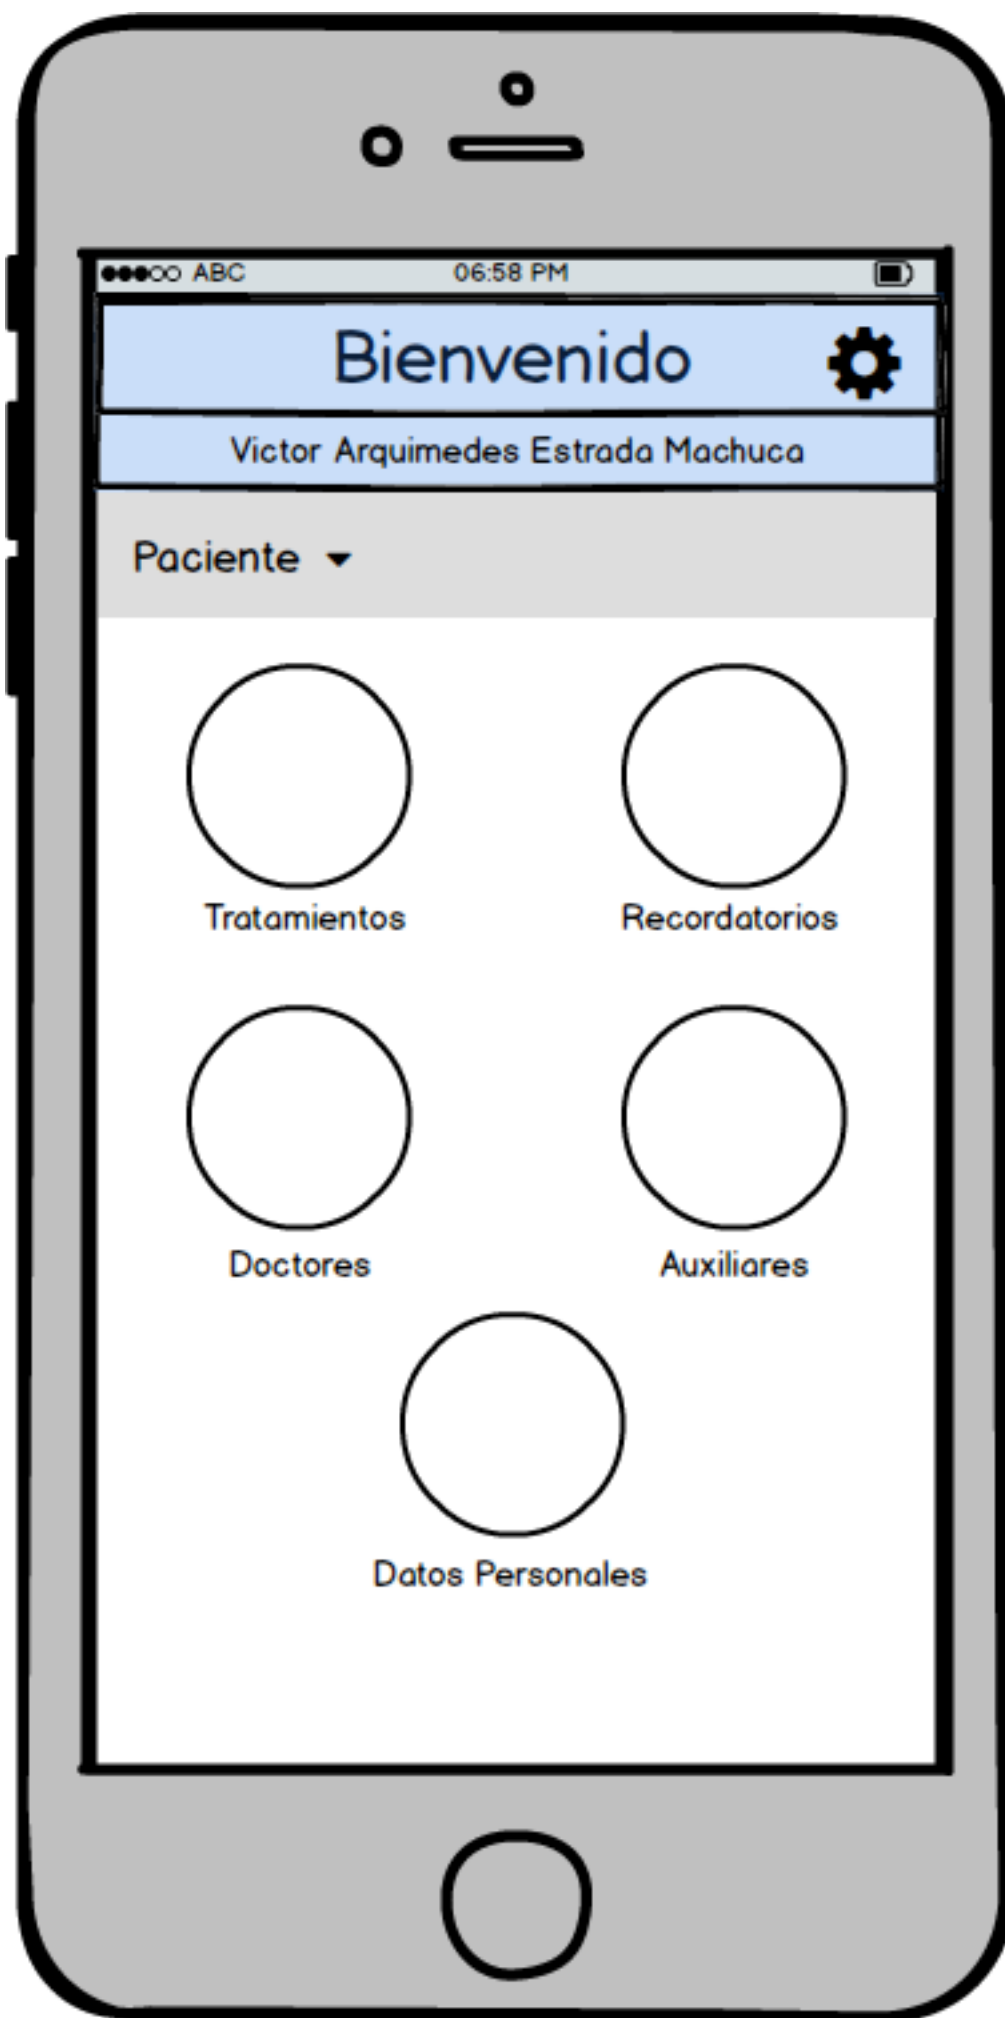 ABC 06:58 PM
Bienvenido
Victor Arquimedes Estrada Machuca
Paciente
Tratamientos Recordatorios
Doctores Auxiliares
Datos Personales